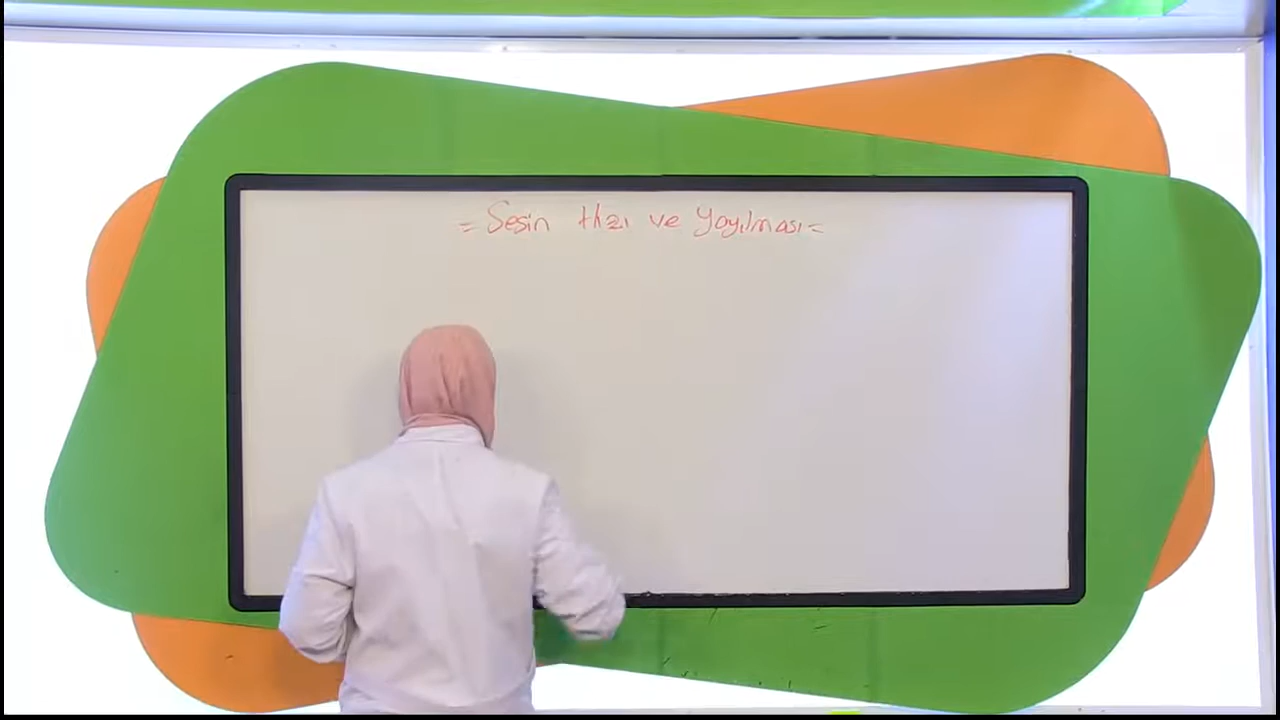 = Sesin Hızı ve Yayılması =